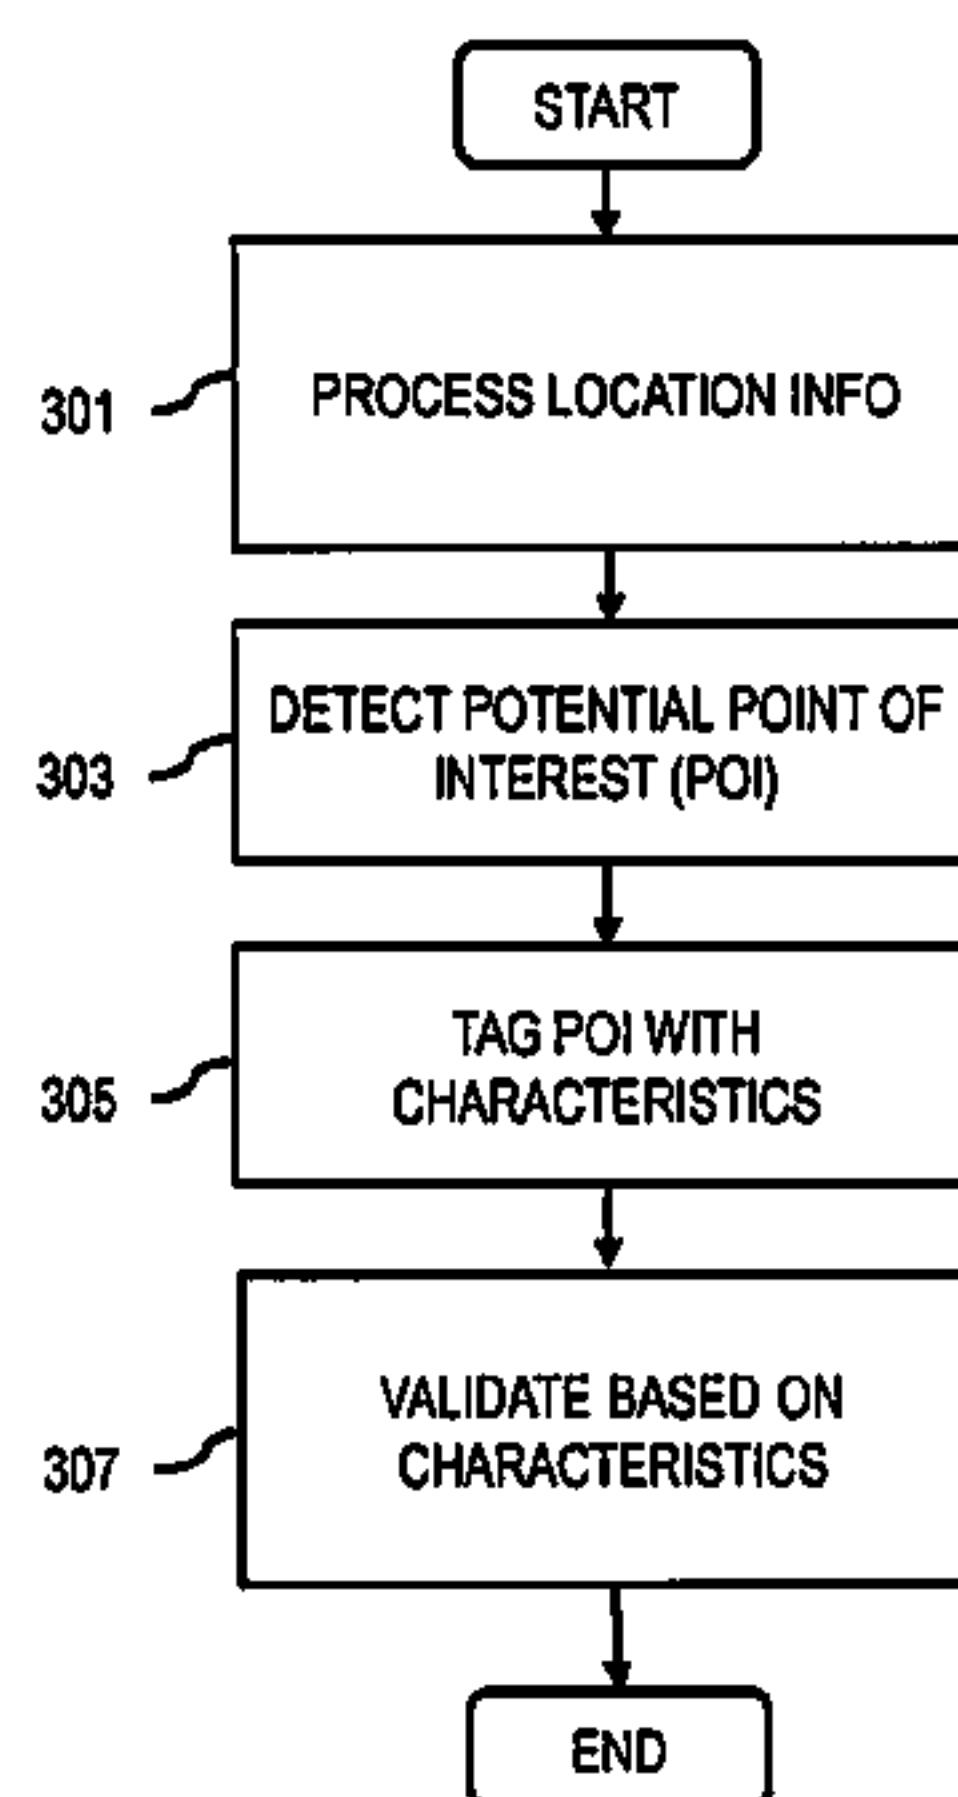 START
PROCESS LOCATION INFO
301
DETECT POTENTIAL POINT OF
INTEREST (POI)
303
TAG POI WITH
CHARACTERISTICS
305
VALIDATE BASED ON
CHARACTERISTICS
307
END